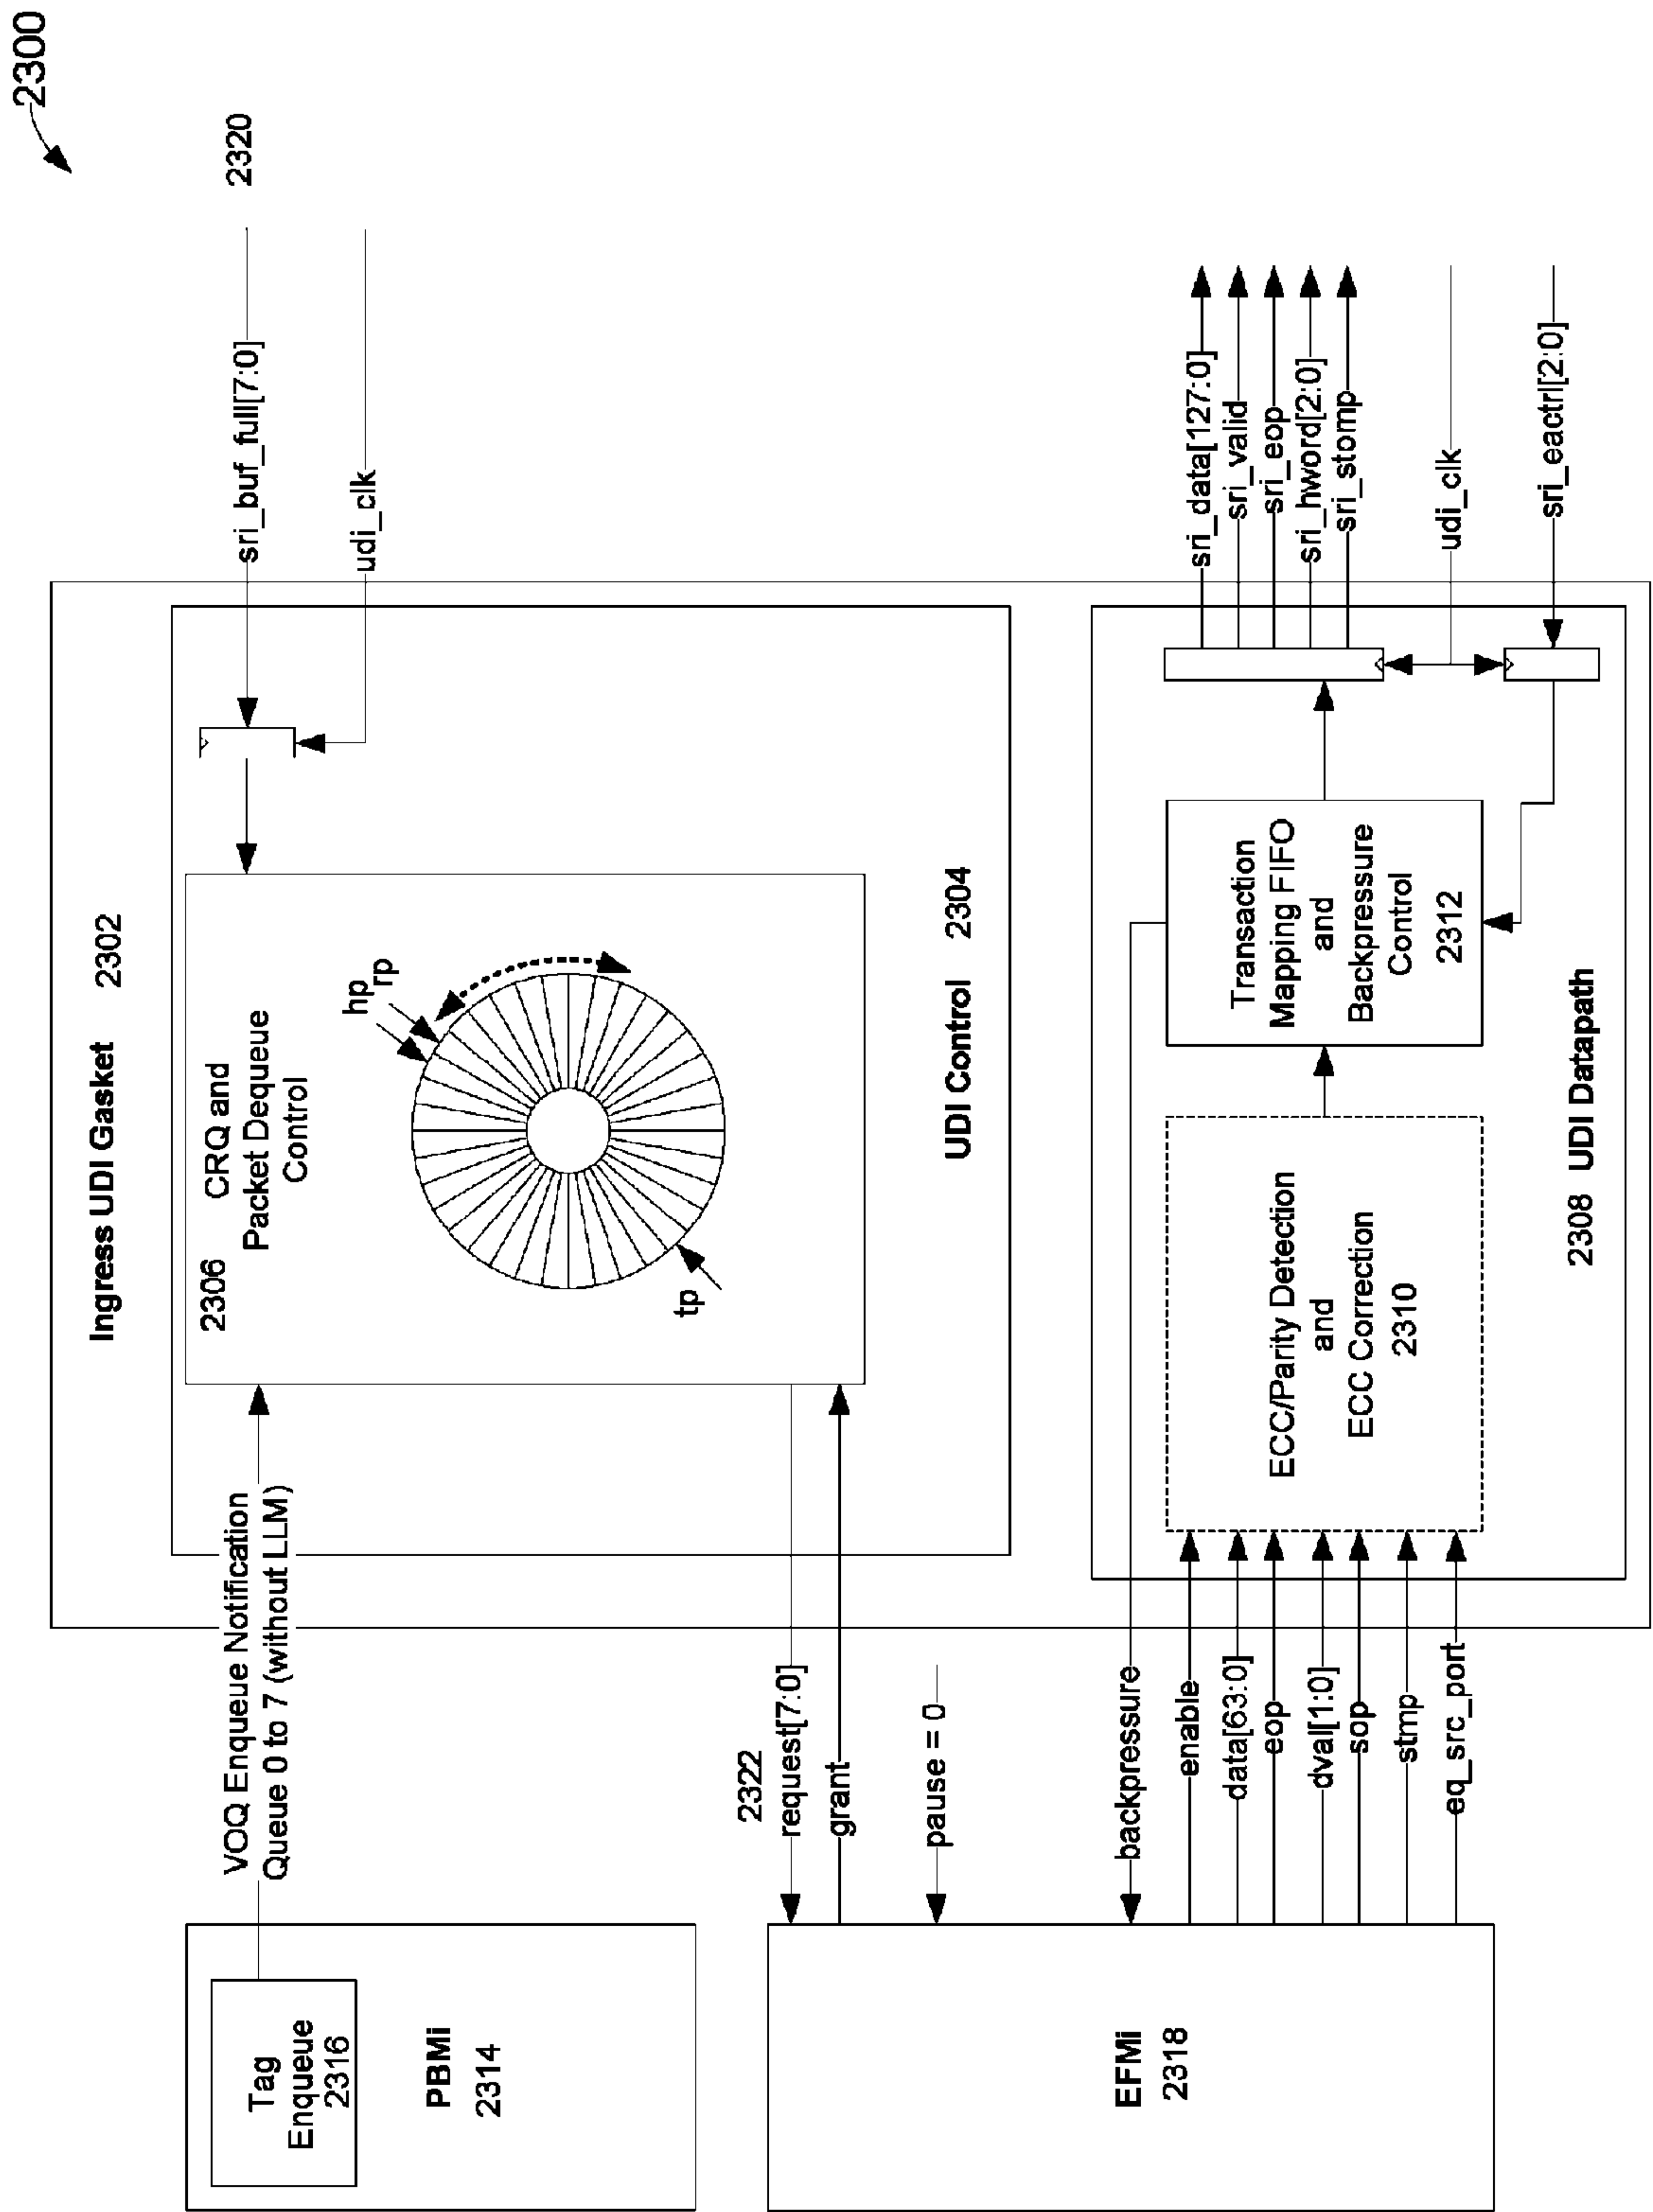 2300
Ingress UDI Gasket 2302
2306 CRQ and
Packet Dequeue
Control
hp
rp
tp
UDI Control 2304
sri_buf_full[7:0]
2320
udi_clk
Tag
Enqueue
2316
PBMi
2314
VOQ Enqueue Notification
Queue 0 to 7 (without LLM)
2322
request[7:0]
grant
pause = 0
backpressure
enable
data[63:0]
eop
dval[1:0]
sop
stmp
eq_src_port
EFMi
2318
ECC/Parity Detection
and
ECC Correction
2310
Transaction
Mapping FIFO
and
Backpressure
Control
2312
2308 UDI Datapath
sri_data[127:0]
sri_valid
sri_eop
sri_hword[2:0]
sri_stomp
udi_clk
sri_eactrl[2:0]